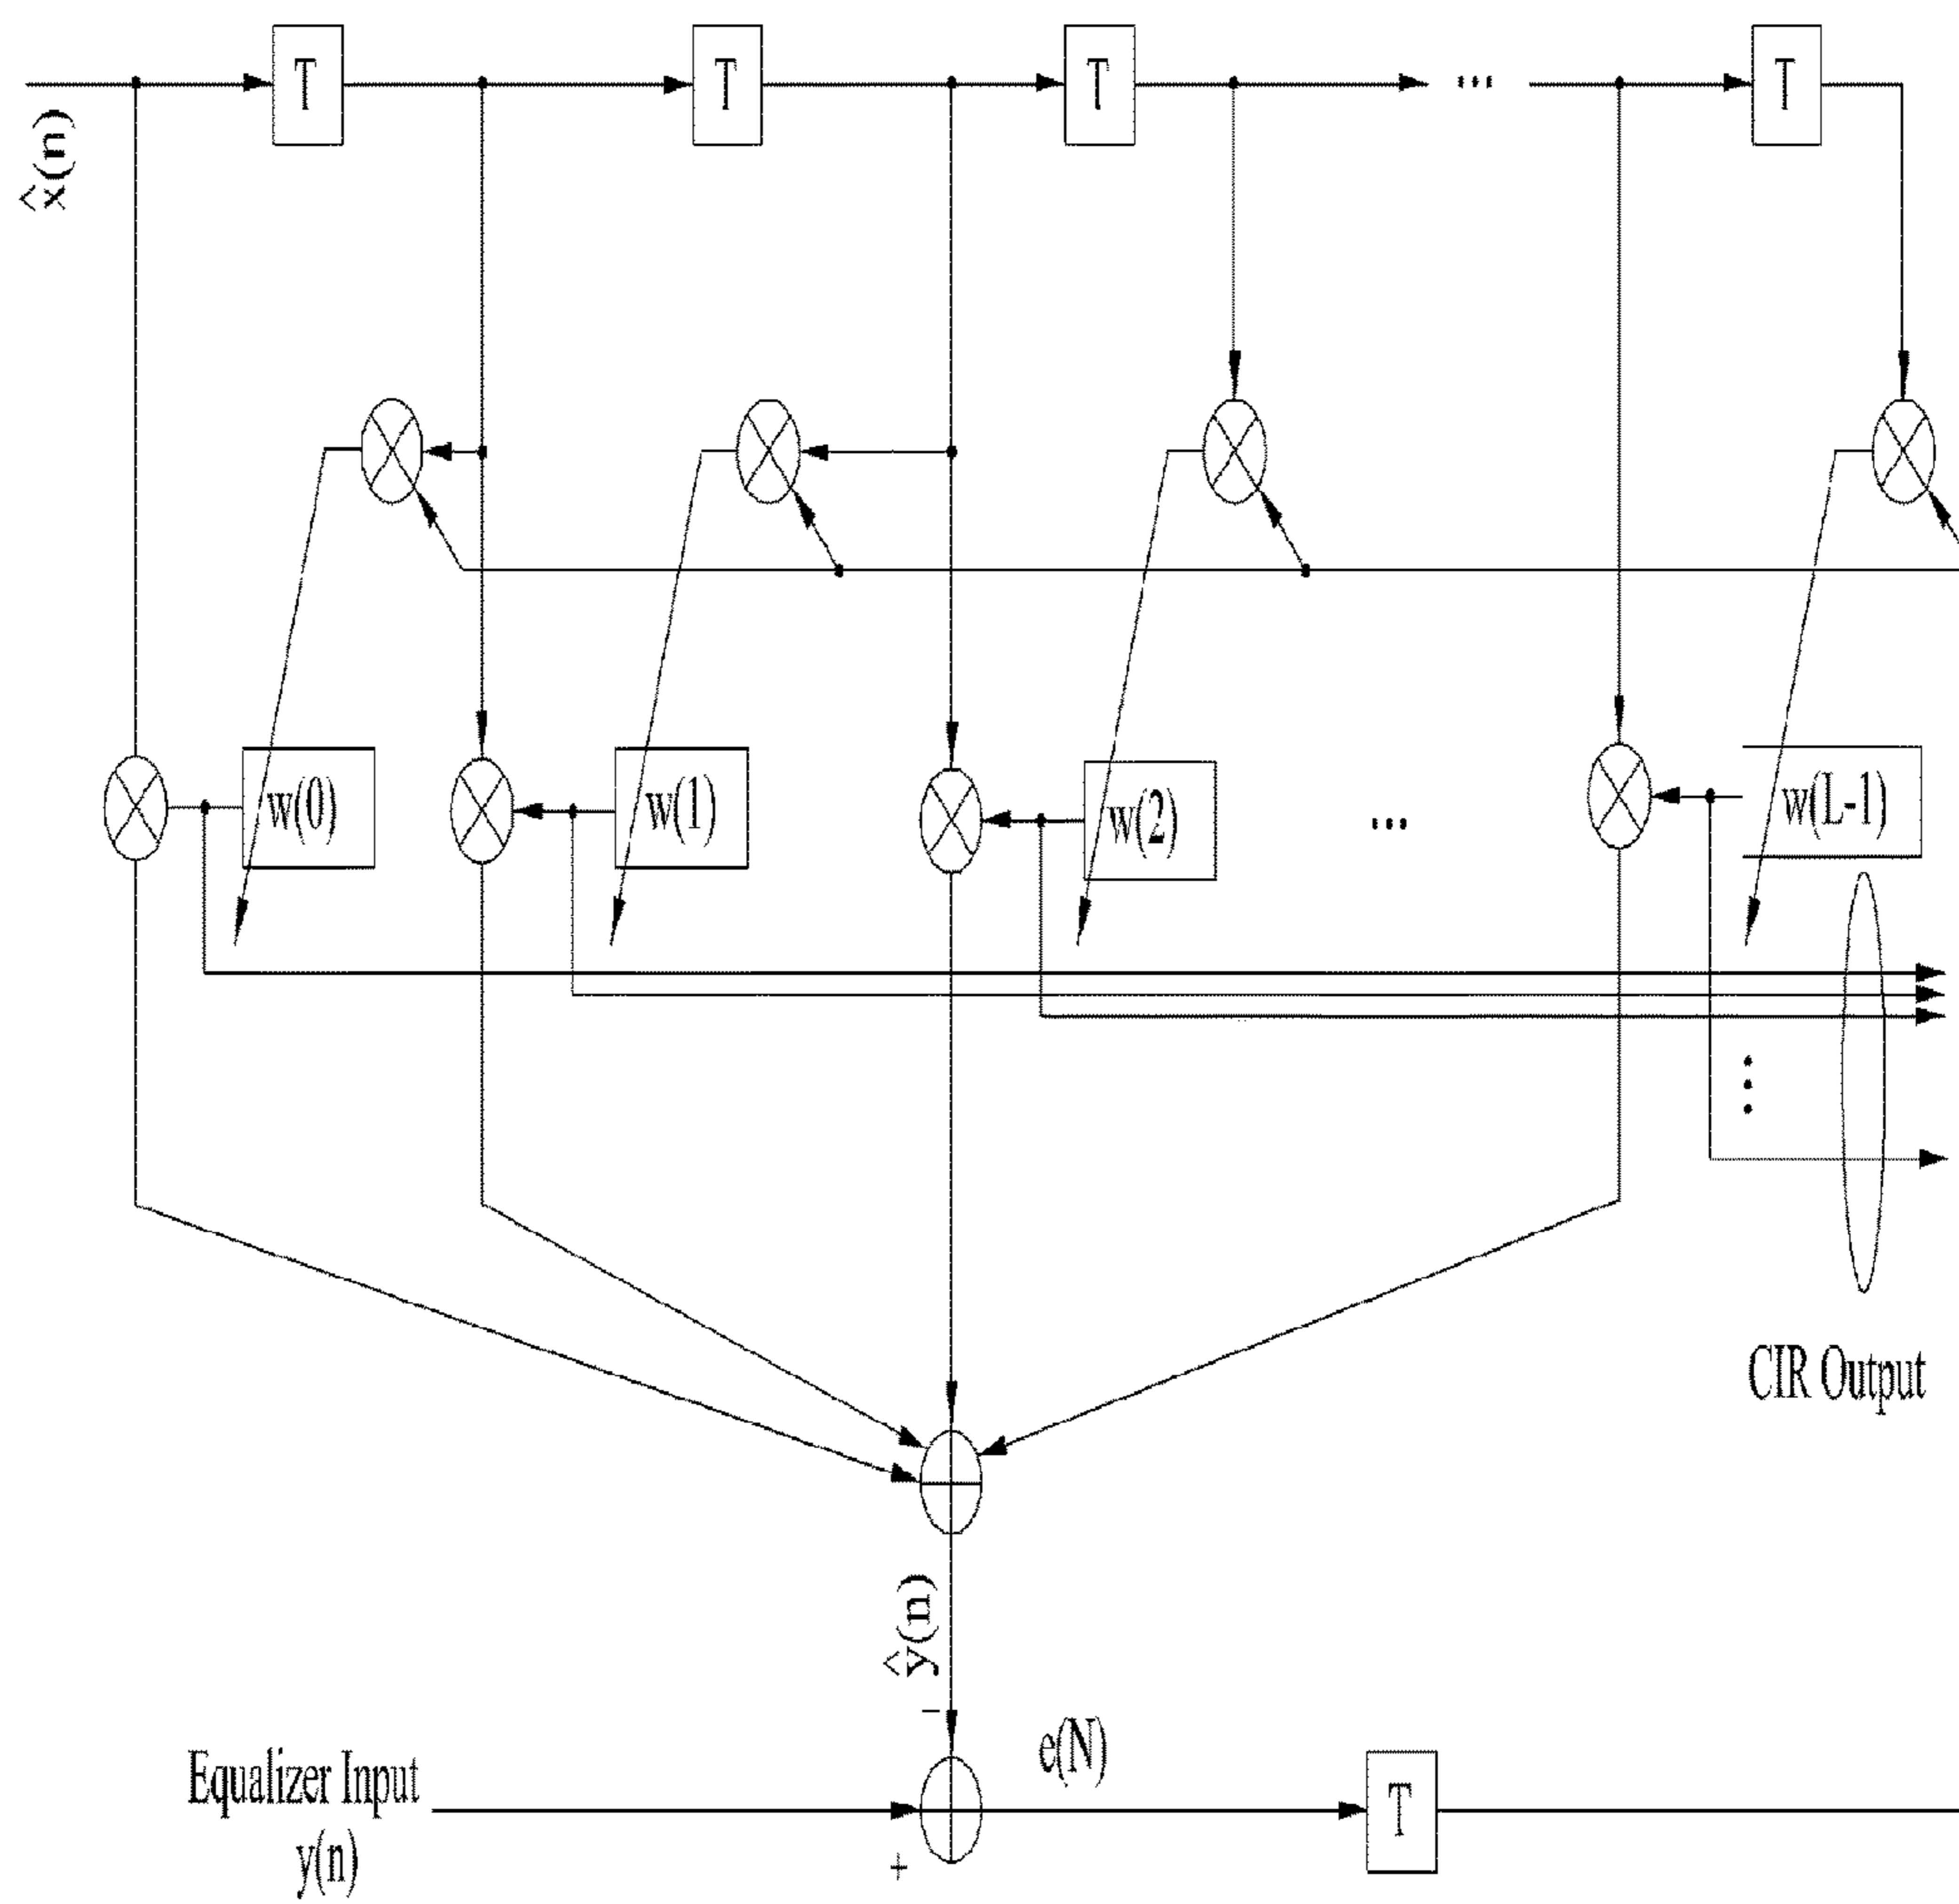 T T T ... T
x̂(n)
w(0) w(1) w(2) ... w(L-1)
CIR Output
ŷ(n)
−
e(N)
Equalizer Input
y(n)
+
T